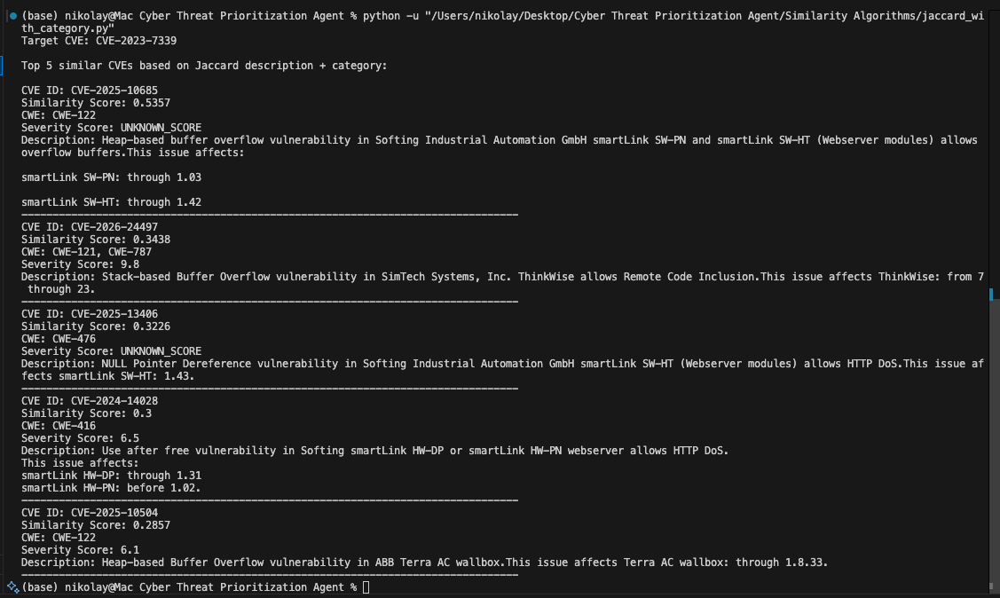 (base) nikolay@Mac Cyber Threat Prioritization Agent % python -u "/Users/nikolay/Desktop/Cyber Threat Prioritization Agent/Similarity Algorithms/jaccard_wi
th_category.py"
Target CVE: CVE-2023-7339
Top 5 similar CVEs based on Jaccard description + category:
CVE ID: CVE-2025-10685
Similarity Score: 0.5357
CWE: CWE-122
Severity Score: UNKNOWN_SCORE
Description: Heap-based buffer overflow vulnerability in Softing Industrial Automation GmbH smartLink SW-PN and smartLink SW-HT (Webserver modules) allows
overflow buffers.This issue affects:
smartLink SW-PN: through 1.03
smartLink SW-HT: through 1.42
--------------------------------------------------------------------------------
CVE ID: CVE-2026-24497
Similarity Score: 0.3438
CWE: CWE-121, CWE-787
Severity Score: 9.8
Description: Stack-based Buffer Overflow vulnerability in SimTech Systems, Inc. ThinkWise allows Remote Code Inclusion.This issue affects ThinkWise: from 7
 through 23.
--------------------------------------------------------------------------------
CVE ID: CVE-2025-13406
Similarity Score: 0.3226
CWE: CWE-476
Severity Score: UNKNOWN_SCORE
Description: NULL Pointer Dereference vulnerability in Softing Industrial Automation GmbH smartLink SW-HT (Webserver modules) allows HTTP DoS.This issue af
fects smartLink SW-HT: 1.43.
--------------------------------------------------------------------------------
CVE ID: CVE-2024-14028
Similarity Score: 0.3
CWE: CWE-416
Severity Score: 6.5
Description: Use after free vulnerability in Softing smartLink HW-DP or smartLink HW-PN webserver allows HTTP DoS.
This issue affects:
smartLink HW-DP: through 1.31
smartLink HW-PN: before 1.02.
--------------------------------------------------------------------------------
CVE ID: CVE-2025-10504
Similarity Score: 0.2857
CWE: CWE-122
Severity Score: 6.1
Description: Heap-based Buffer Overflow vulnerability in ABB Terra AC wallbox.This issue affects Terra AC wallbox: through 1.8.33.
--------------------------------------------------------------------------------
(base) nikolay@Mac Cyber Threat Prioritization Agent %